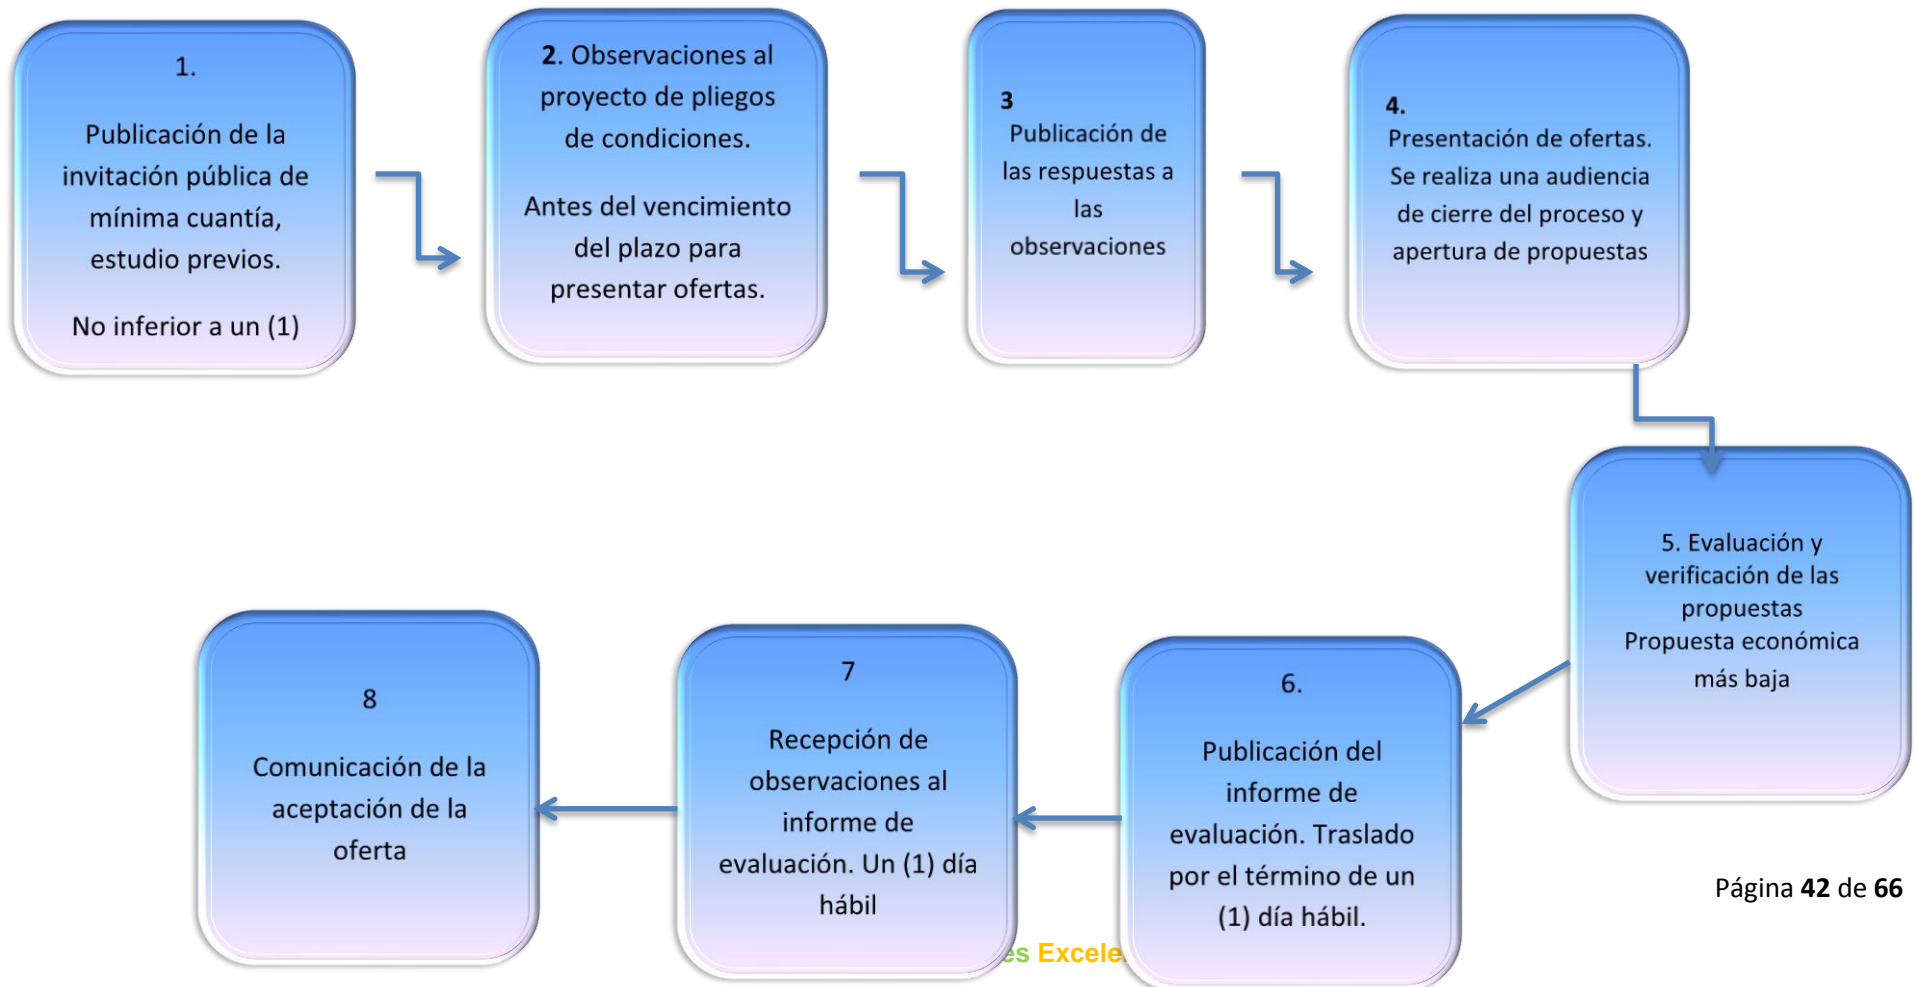 1.
Publicación de la
invitación pública de
mínima cuantía,
estudio previos.
No inferior a un (1)
2. Observaciones al
proyecto de pliegos
de condiciones.
Antes del vencimiento
del plazo para
presentar ofertas.
3
Publicación de
las respuestas a
las
observaciones
4.
Presentación de ofertas.
Se realiza una audiencia
de cierre del proceso y
apertura de propuestas
5. Evaluación y
verificación de las
propuestas
Propuesta económica
más baja
6.
Publicación del
informe de
evaluación. Traslado
por el término de un
(1) día hábil.
7
Recepción de
observaciones al
informe de
evaluación. Un (1) día
hábil
8
Comunicación de la
aceptación de la
oferta
Página 42 de 66